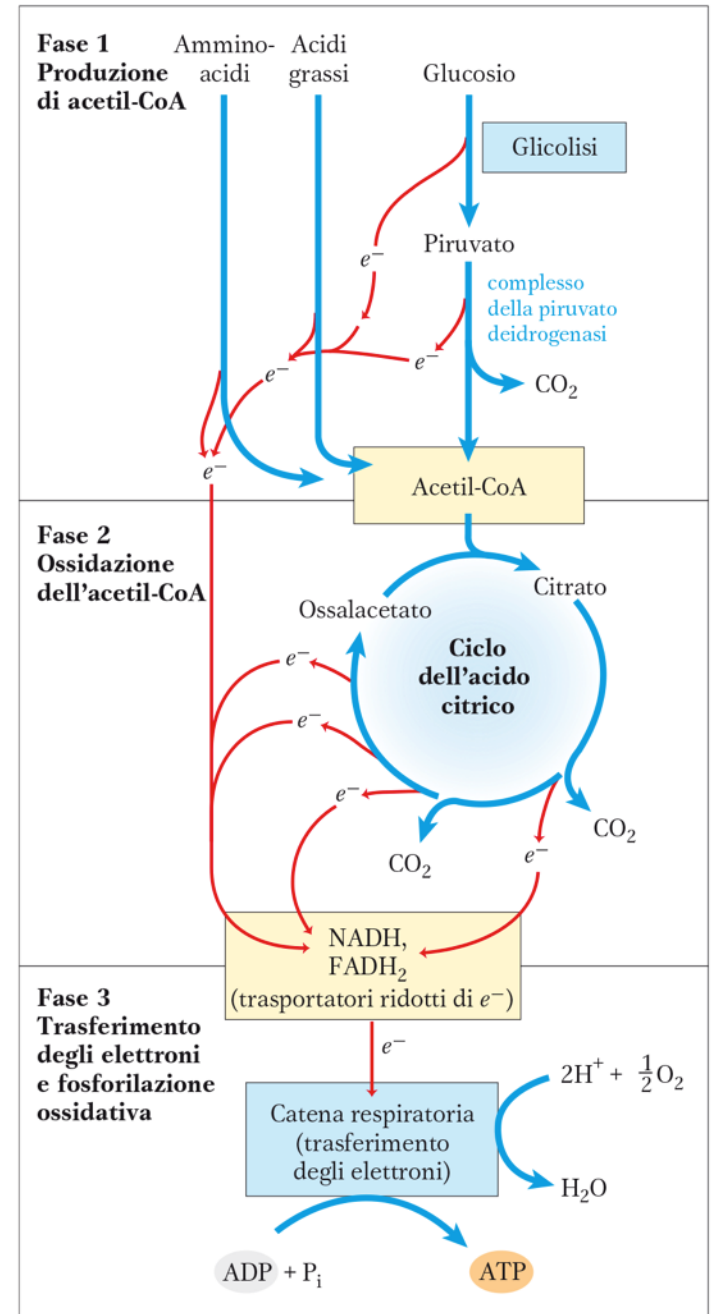 Fase 1
Produzione
di acetil-CoA
Ammino-
acidi
Acidi
grassi
Glucosio
Glicolisi
Piruvato
e⁻
complesso
della piruvato
deidrogenasi
e⁻
e⁻
CO₂
e⁻
Acetil-CoA
Fase 2
Ossidazione
dell’acetil-CoA
Citrato
Ossalacetato
Ciclo
dell’acido
citrico
e⁻
e⁻
e⁻
CO₂
e⁻
CO₂
NADH,
FADH₂
(trasportatori ridotti di e⁻)
Fase 3
Trasferimento
degli elettroni
e fosforilazione
ossidativa
e⁻
2H⁺ + ½O₂
Catena respiratoria
(trasferimento
degli elettroni)
H₂O
ADP + Pᵢ
ATP